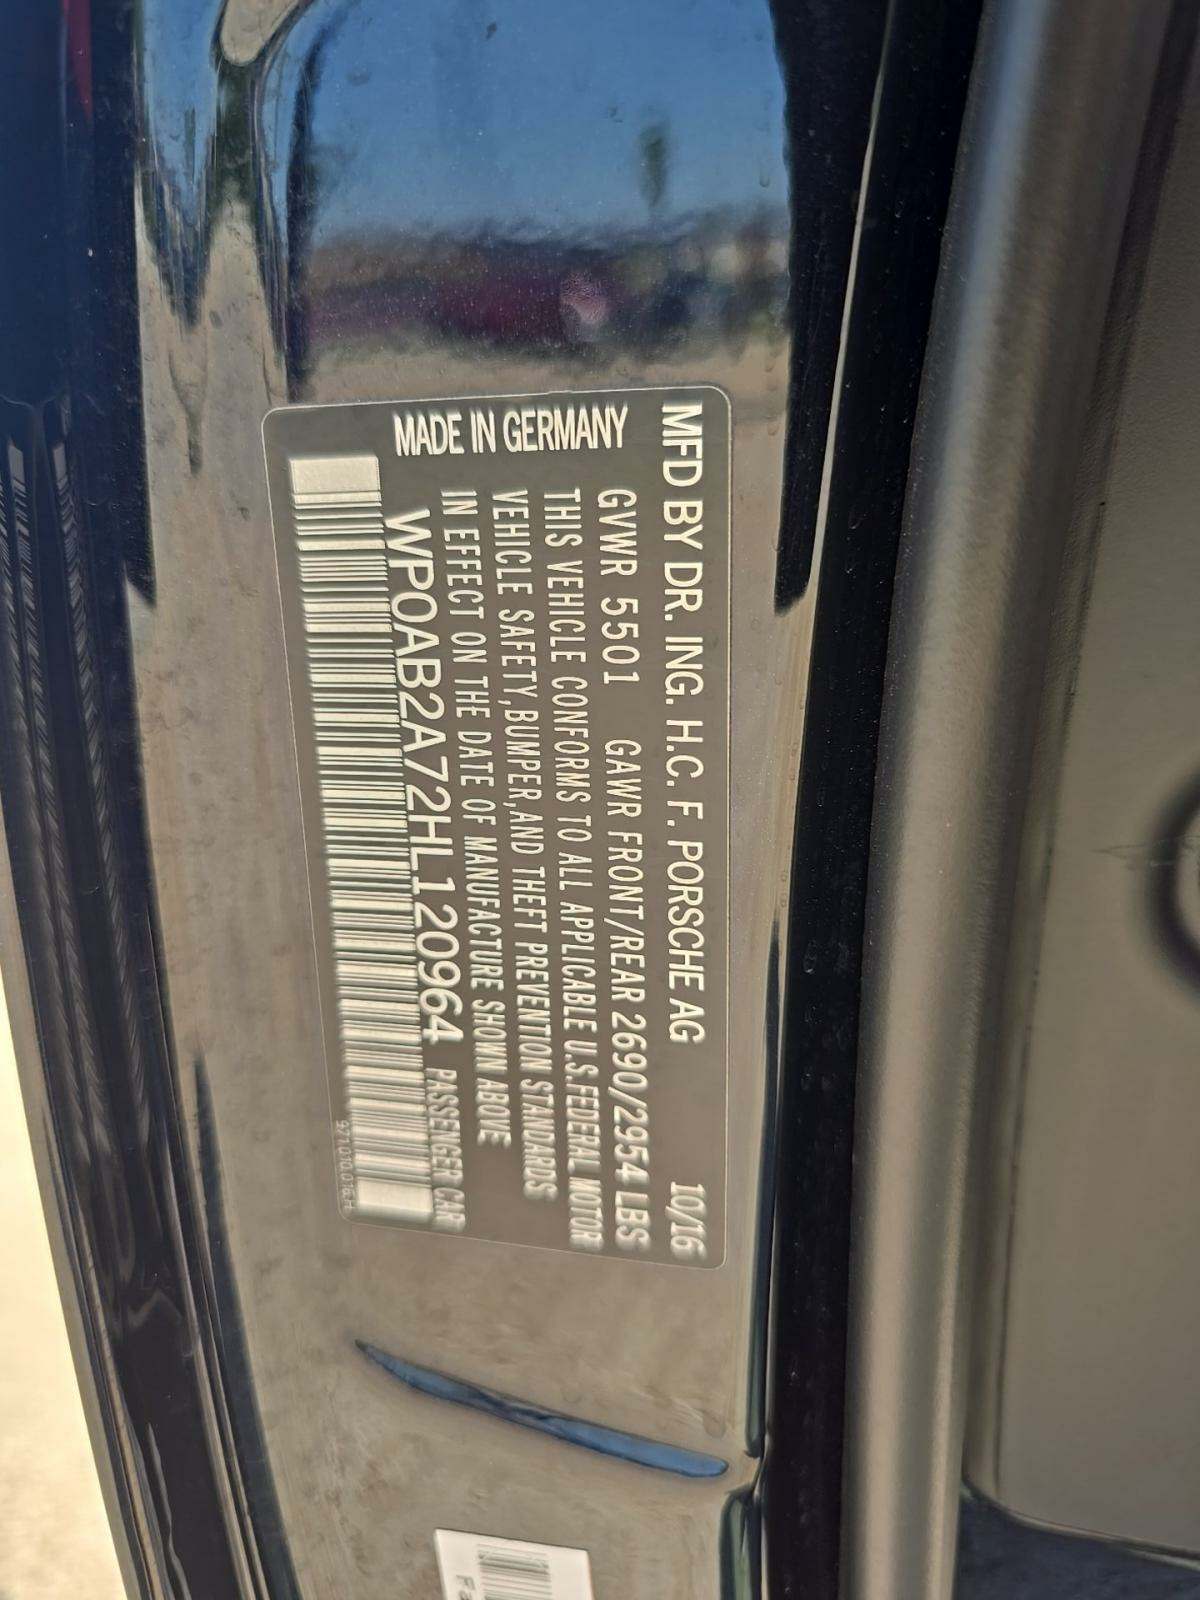 MFD BY DR. ING. H.C. F. PORSCHE AG 10/16
GVWR 5501 GAWR FRONT/REAR 2690/2954 LBS
THIS VEHICLE CONFORMS TO ALL APPLICABLE U.S.FEDERAL MOTOR
VEHICLE SAFETY,BUMPER,AND THEFT PREVENTION STANDARDS
IN EFFECT ON THE DATE OF MANUFACTURE SHOWN ABOVE
WP0AB2A72HL120964 PASSENGER CAR
MADE IN GERMANY